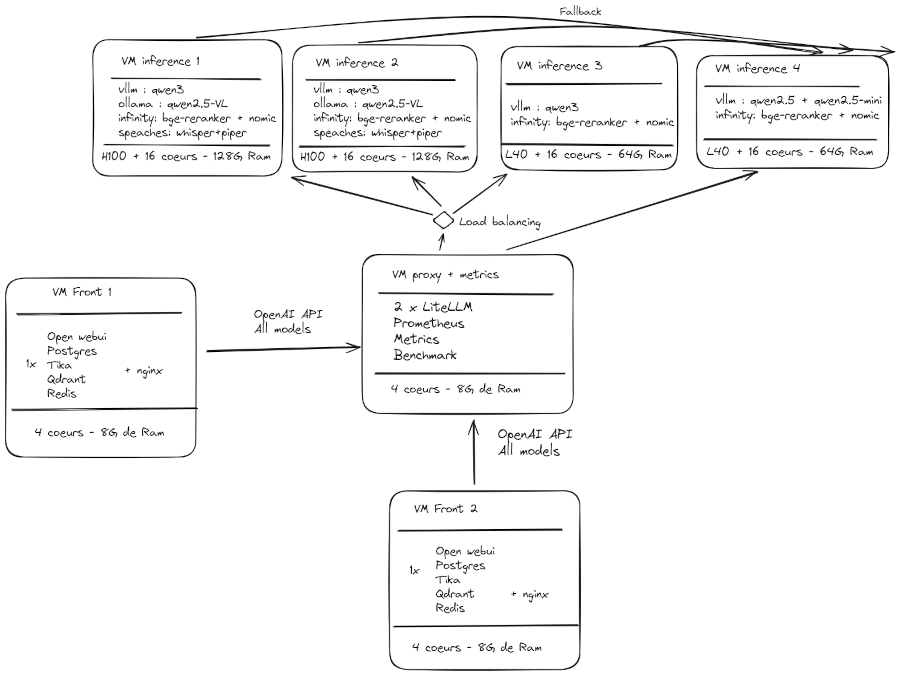 Fallback
VM inference 1
vllm : qwen3
ollama : qwen2.5-VL
infinity: bge-reranker + nomic
speaches: whisper+piper
H100 + 16 coeurs - 128G Ram
VM inference 2
vllm : qwen3
ollama : qwen2.5-VL
infinity: bge-reranker + nomic
speaches: whisper+piper
H100 + 16 coeurs - 128G Ram
VM inference 3
vllm : qwen3
infinity: bge-reranker + nomic
L40 + 16 coeurs - 64G Ram
VM inference 4
vllm : qwen2.5 + qwen2.5-mini
infinity: bge-reranker + nomic
L40 + 16 coeurs - 64G Ram
Load balancing
VM proxy + metrics
2 x LiteLLM
Prometheus
Metrics
Benchmark
4 coeurs - 8G de Ram
VM Front 1
Open webui
Postgres
1x Tika + nginx
Qdrant
Redis
4 coeurs - 8G de Ram
OpenAI API
All models
OpenAI API
All models
VM Front 2
Open webui
Postgres
1x Tika
Qdrant + nginx
Redis
4 coeurs - 8G de Ram